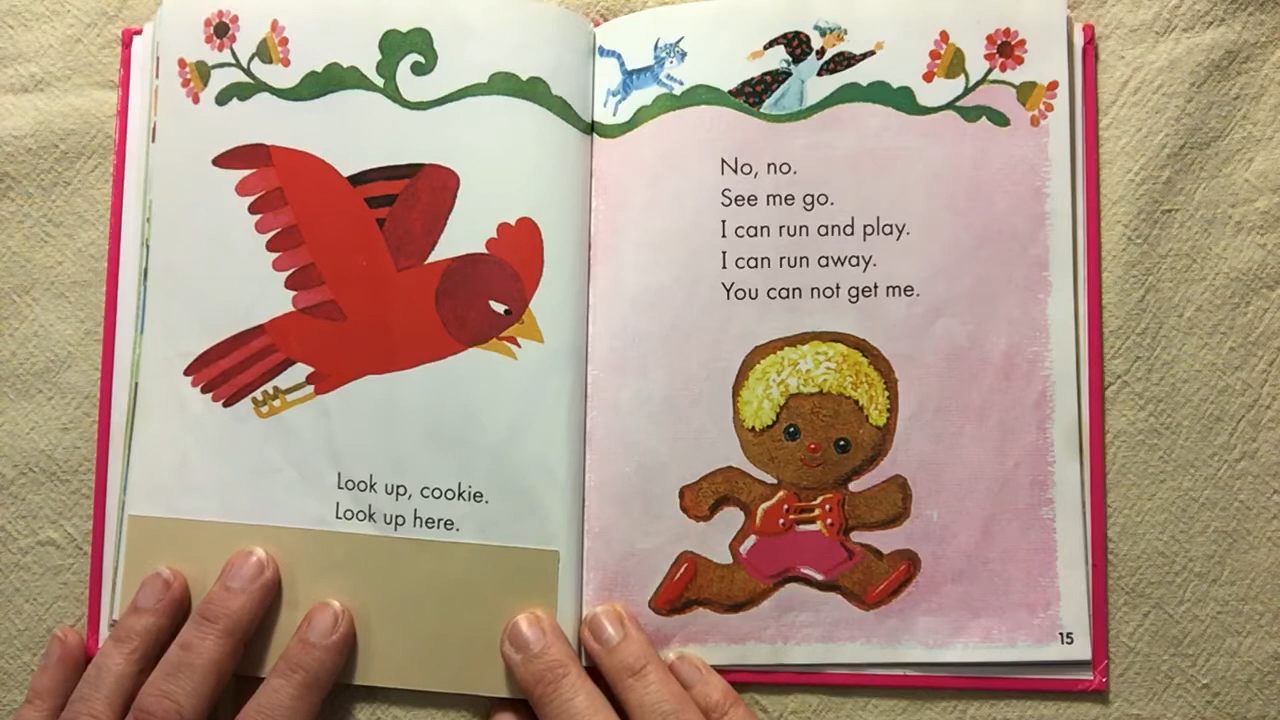 Look up, cookie.
Look up here.
No, no.
See me go.
I can run and play.
I can run away.
You can not get me.
15